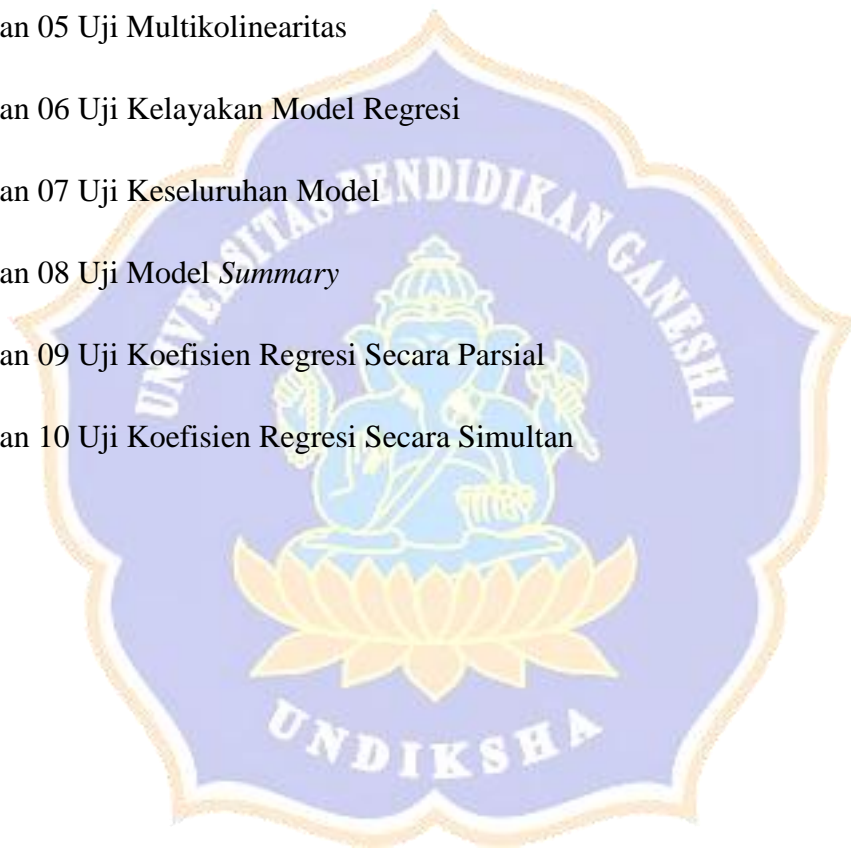 an 05 Uji Multikolinearitas
an 06 Uji Kelayakan Model Regresi
an 07 Uji Keseluruhan Model
an 08 Uji Model Summary
an 09 Uji Koefisien Regresi Secara Parsial
an 10 Uji Koefisien Regresi Secara Simultan
UNIVERSITAS PENDIDIKAN GANESHA
UNDIKSHA